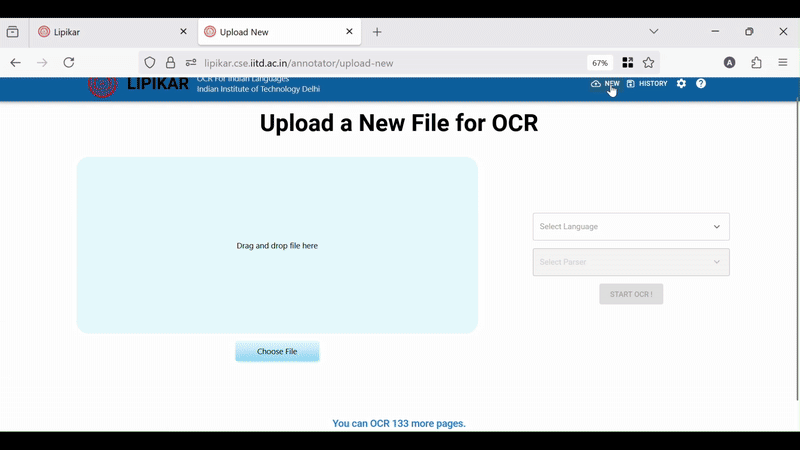 Lipikar
Upload New
lipikar.cse.iitd.ac.in/annotator/upload-new
67%
A
LIPIKAR
OCR For Indian Languages
Indian Institute of Technology Delhi
NEW
HISTORY
?
Upload a New File for OCR
Drag and drop file here
Select Language
Select Parser
START OCR !
Choose File
You can OCR 133 more pages.